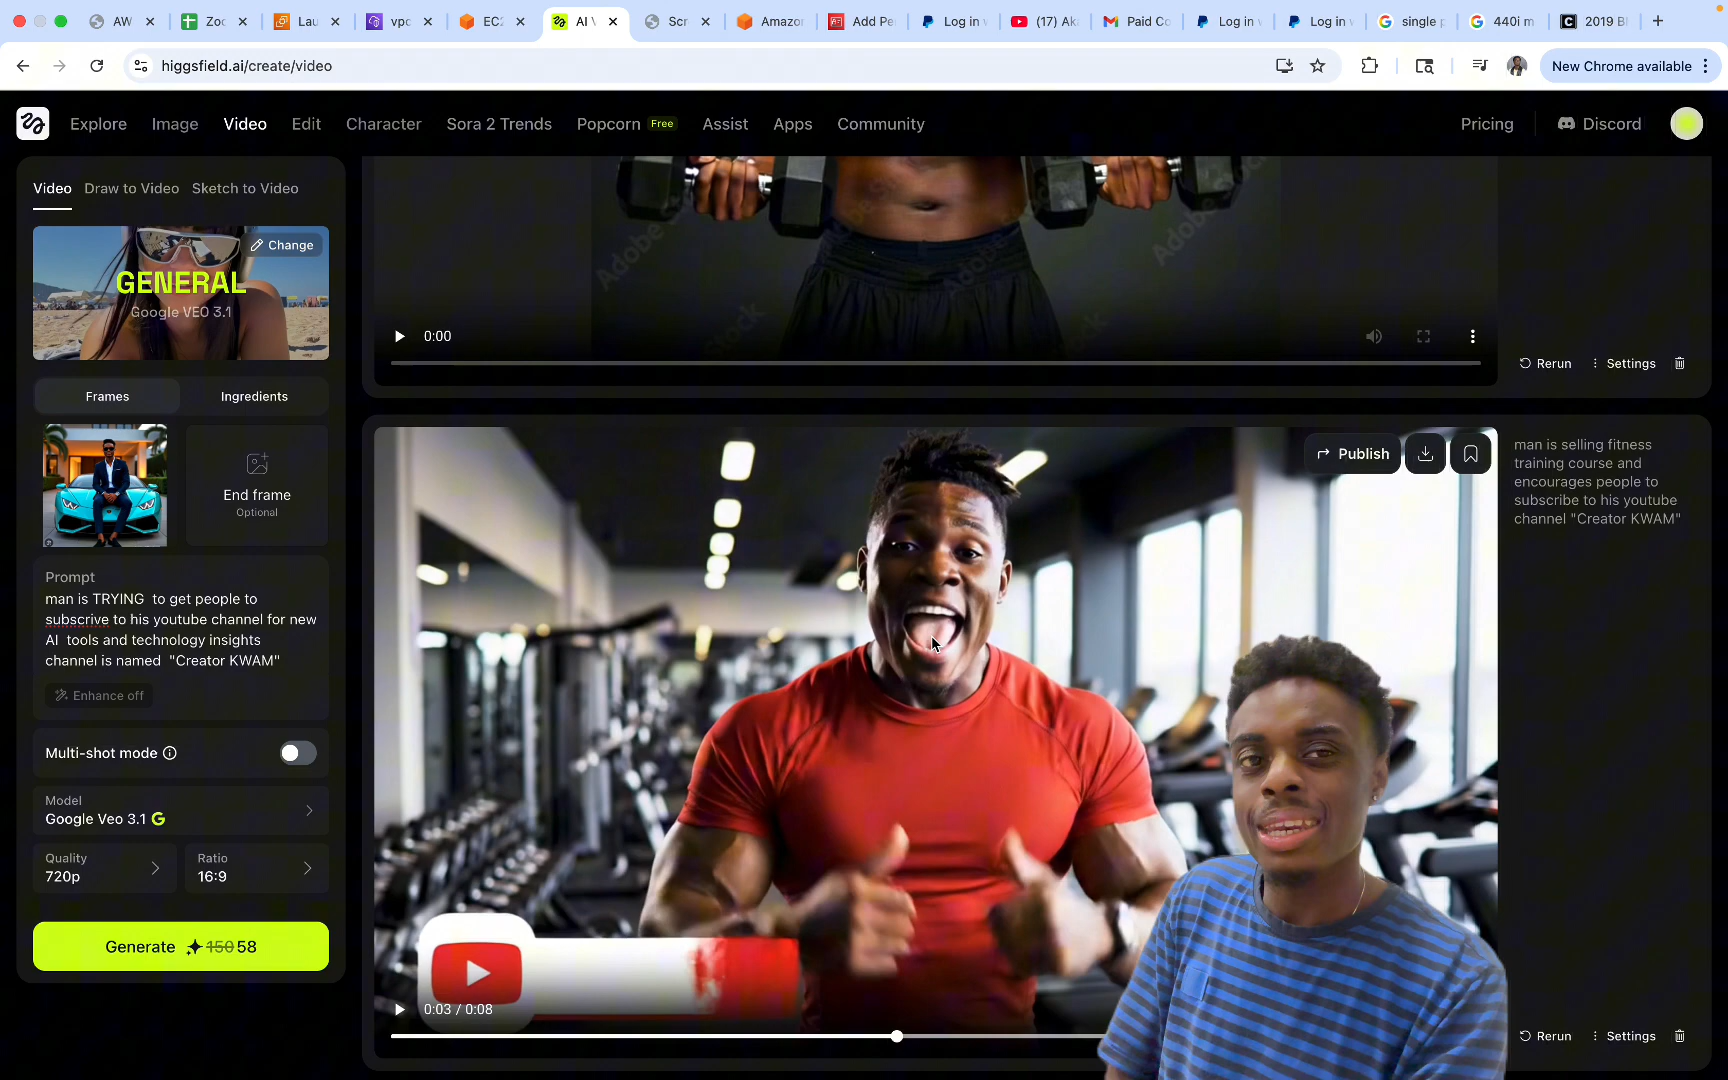 AW
Zoc
Lau
vpc
EC2
AI V
Scr
Amazon
Add Pe
Log in
(17) Ak
Paid Co
Log in
Log in
single p
440i m
2019 B
higgsfield.ai/create/video
New Chrome available
Explore
Image
Video
Edit
Character
Sora 2 Trends
Popcorn Free
Assist
Apps
Community
Pricing
Discord
Video
Draw to Video
Sketch to Video
Change
GENERAL
Google VEO 3.1
Frames
Ingredients
End frame
Optional
Prompt
man is TRYING to get people to
subscrive to his youtube channel for new
AI tools and technology insights
channel is named "Creator KWAM"
Enhance off
Multi-shot mode
Model
Google Veo 3.1
Quality
720p
Ratio
16:9
Generate 150 58
Adobe Stock
0:00
Rerun
Settings
Publish
man is selling fitness
training course and
encourages people to
subscribe to his youtube
channel "Creator KWAM"
0:03 / 0:08
Rerun
Settings